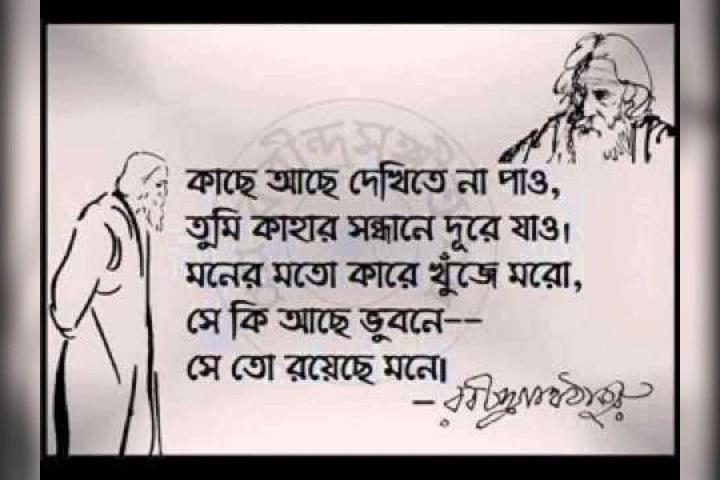 কাছে আছে দেখিতে না পাও,
তুমি কাহার সন্ধানে দূরে যাও।
মনের মতো কারে খুঁজে মরো,
সে কি আছে ভুবনে--
সে তো রয়েছে মনে।
– রবীন্দ্রনাথ ঠাকুর